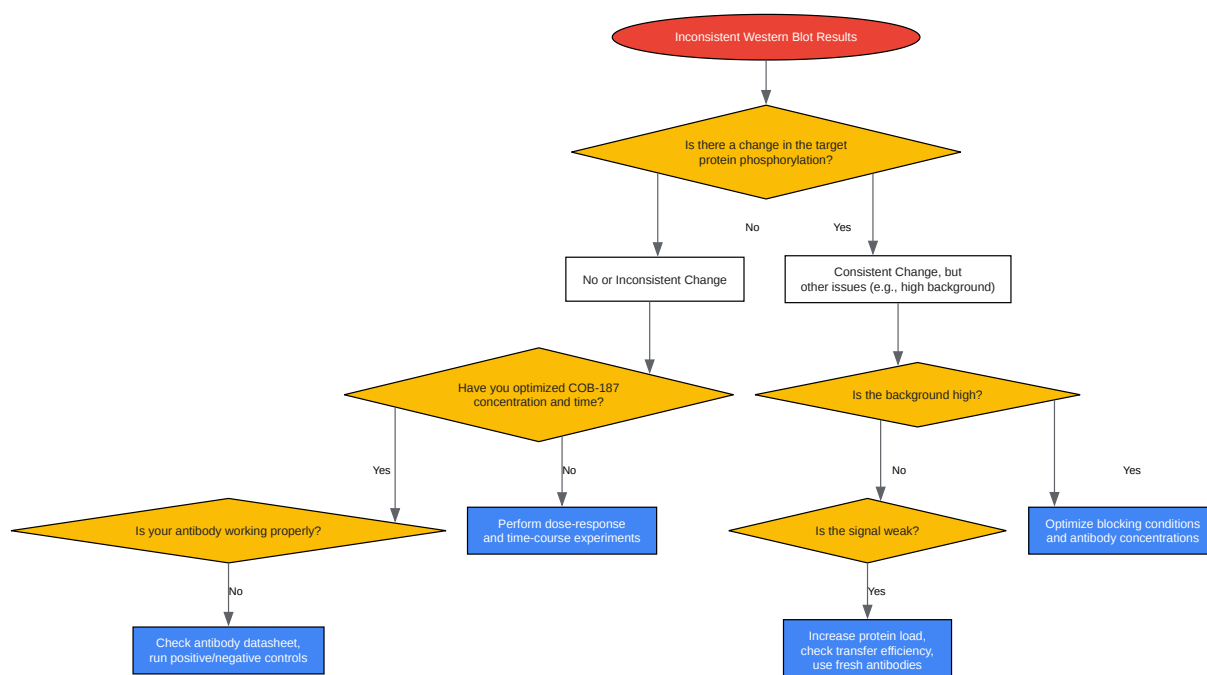 Inconsistent Western Blot Results
Is there a change in the target
protein phosphorylation?
No
Yes
No or Inconsistent Change
Consistent Change, but
other issues (e.g., high background)
Have you optimized COB-187
concentration and time?
Is the background high?
Yes
No
No
Yes
Is your antibody working properly?
Perform dose-response
and time-course experiments
Is the signal weak?
Optimize blocking conditions
and antibody concentrations
No
Yes
Check antibody datasheet,
run positive/negative controls
Increase protein load,
check transfer efficiency,
use fresh antibodies